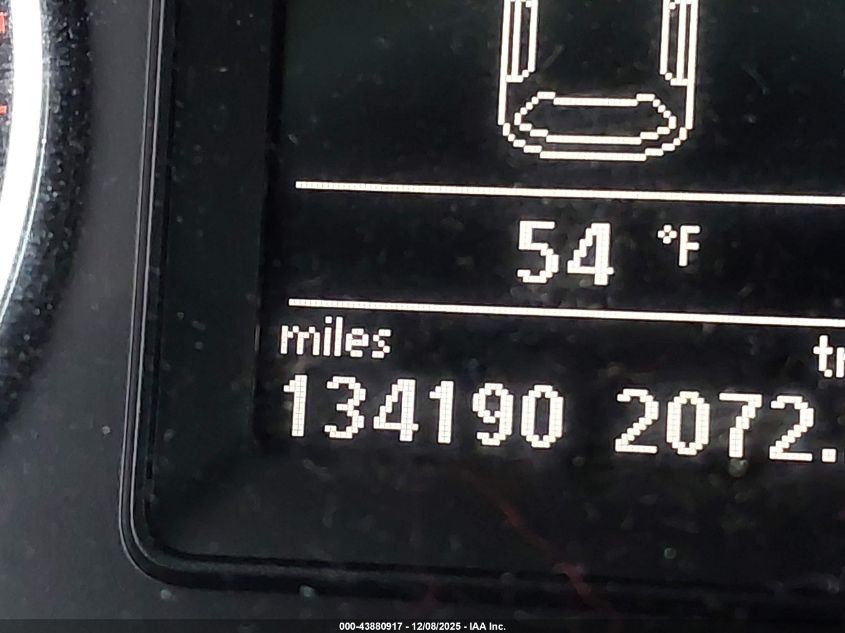 54 °F
miles
134190 2072.
000-43880917 - 12/08/2025 - IAA Inc.